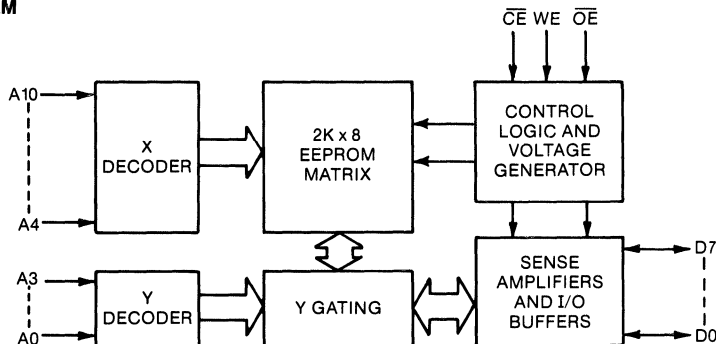 M
CE WE OE
A10
X
DECODER
2K x 8
EEPROM
MATRIX
CONTROL
LOGIC AND
VOLTAGE
GENERATOR
A4
A3
Y
DECODER
A0
Y GATING
SENSE
AMPLIFIERS
AND I/O
BUFFERS
D7
D0